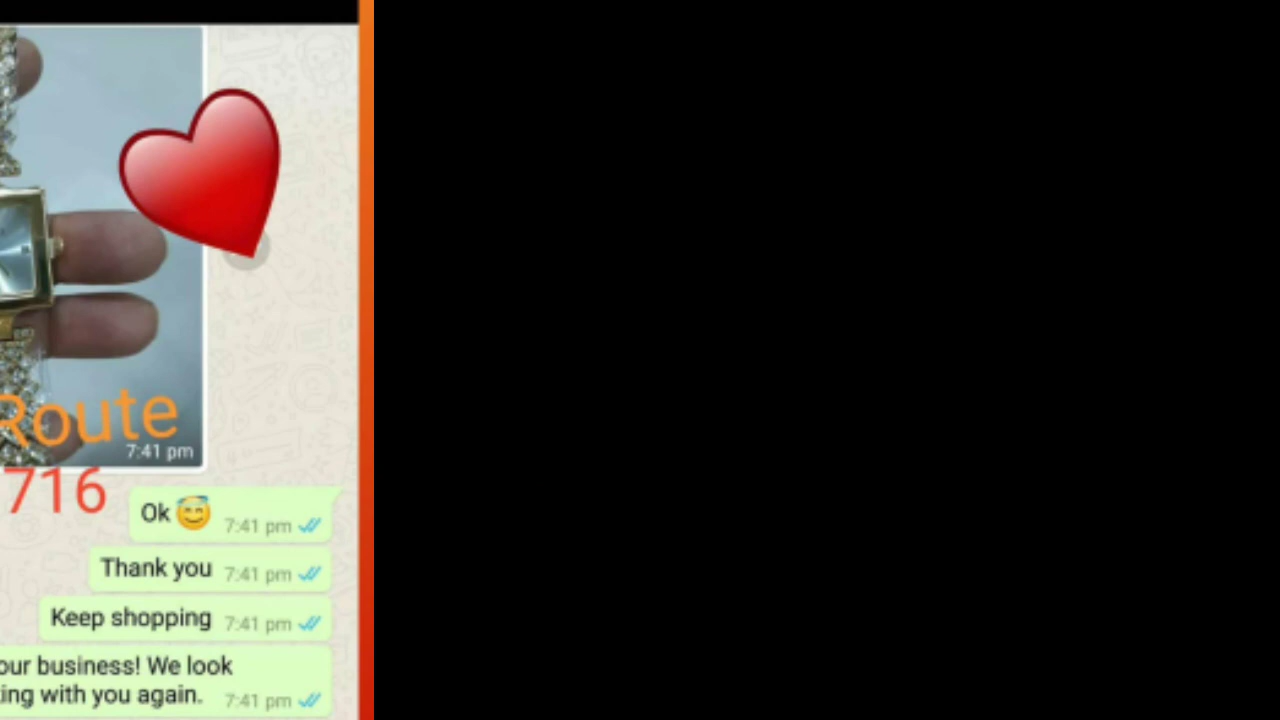 Route
7:41 pm
716
Ok 😇 7:41 pm
Thank you 7:41 pm
Keep shopping 7:41 pm
our business! We look
ing with you again. 7:41 pm